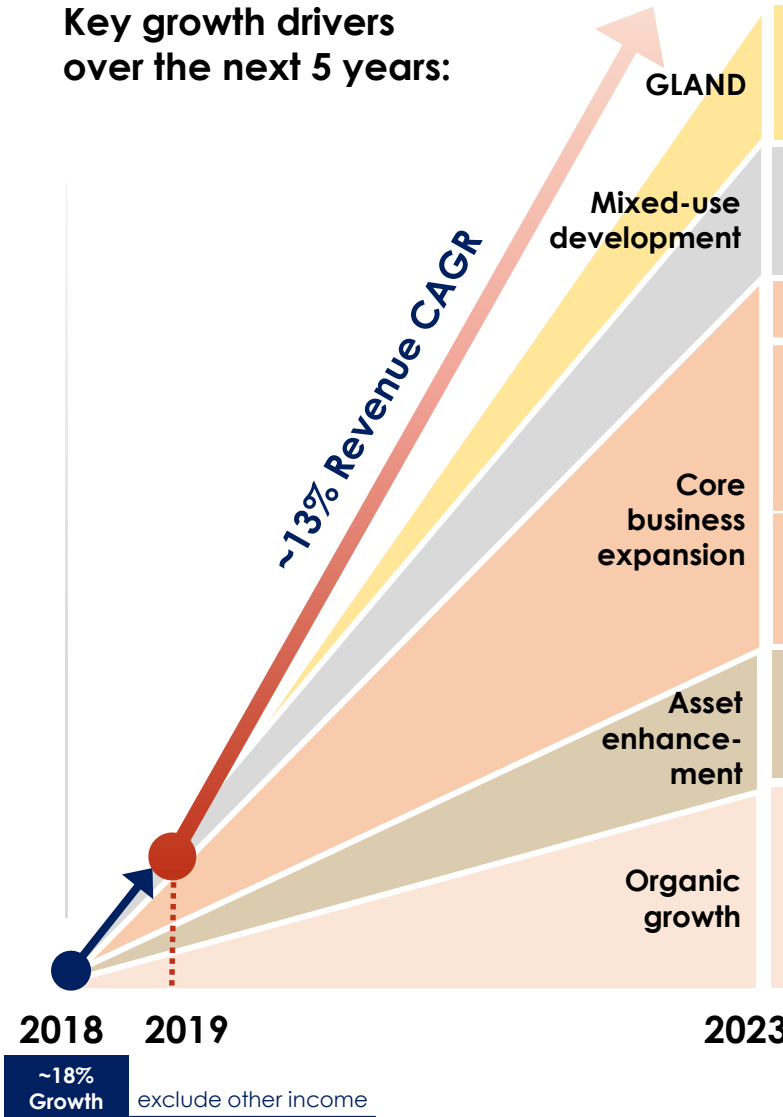 Key growth drivers
over the next 5 years:
GLAND
Mixed-use
development
~13% Revenue CAGR
Core
business
expansion
Asset
enhance-
ment
Organic
growth
2018
2019
2023
~18%
Growth
exclude other income